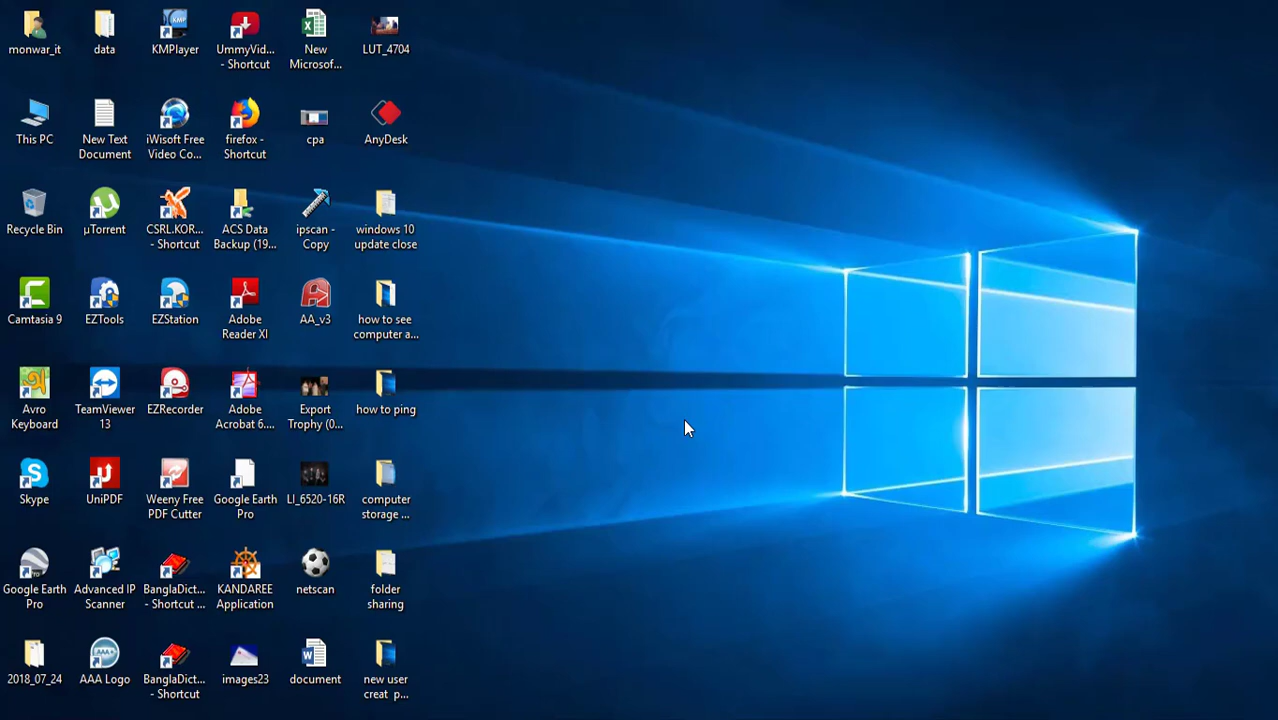 monwar_it
data
KMPlayer
UmmyVid...
- Shortcut
New
Microsof...
LUT_4704
This PC
New Text
Document
iWisoft Free
Video Co...
firefox -
Shortcut
cpa
AnyDesk
Recycle Bin
µTorrent
CSRL.KOR...
- Shortcut
ACS Data
Backup (19...
ipscan -
Copy
windows 10
update close
Camtasia 9
EZTools
EZStation
Adobe
Reader XI
AA_v3
how to see
computer a...
Avro
Keyboard
TeamViewer
13
EZRecorder
Adobe
Acrobat 6....
Export
Trophy (0...
how to ping
Skype
UniPDF
Weeny Free
PDF Cutter
Google Earth
Pro
LI_6520-16R
computer
storage ...
Google Earth
Pro
Advanced IP
Scanner
BanglaDict...
- Shortcut ...
KANDAREE
Application
netscan
folder
sharing
2018_07_24
AAA Logo
BanglaDict...
- Shortcut
images23
document
new user
creat p...